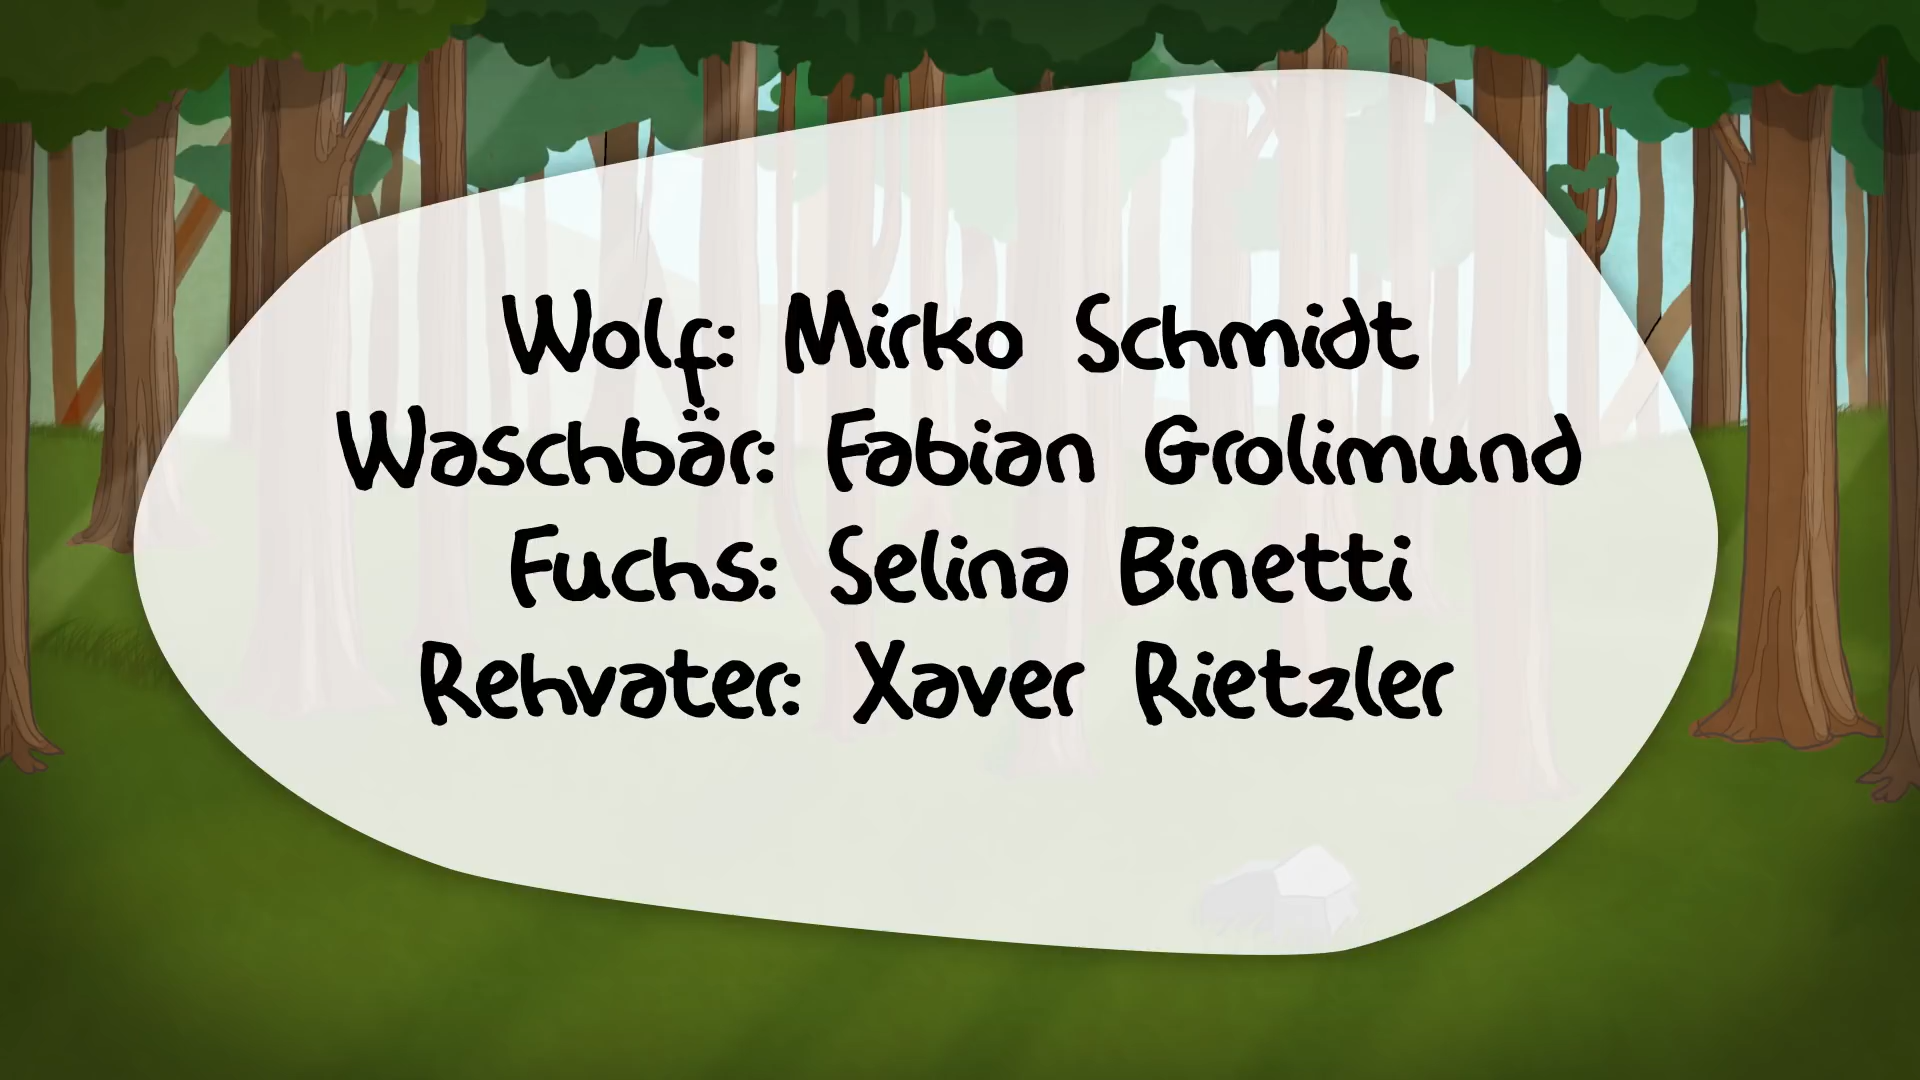 Wolf: Mirko Schmidt
Waschbär: Fabian Grolimund
Fuchs: Selina Binetti
Rehvater: Xaver Rietzler